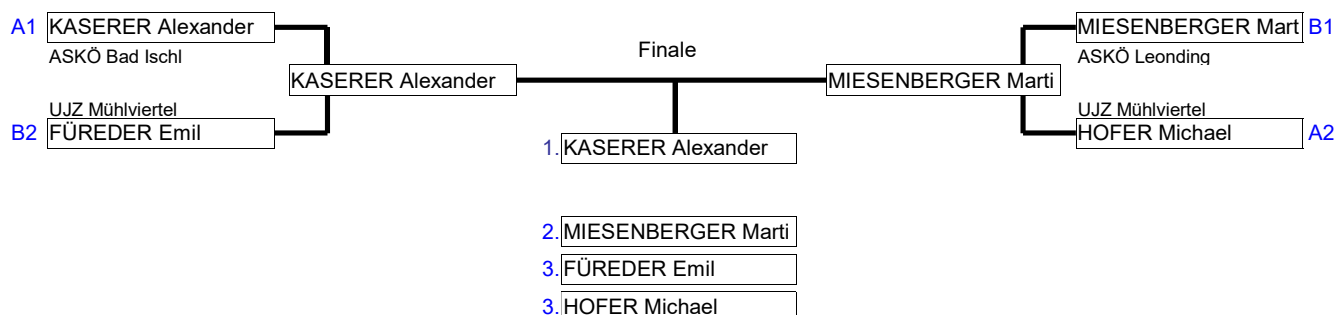 A1 KASERER Alexander
ASKÖ Bad Ischl
KASERER Alexander
UJZ Mühlviertel
B2 FÜREDER Emil
Finale
MIESENBERGER Mart B1
ASKÖ Leonding
MIESENBERGER Marti
UJZ Mühlviertel
HOFER Michael A2
1. KASERER Alexander
2. MIESENBERGER Marti
3. FÜREDER Emil
3. HOFER Michael